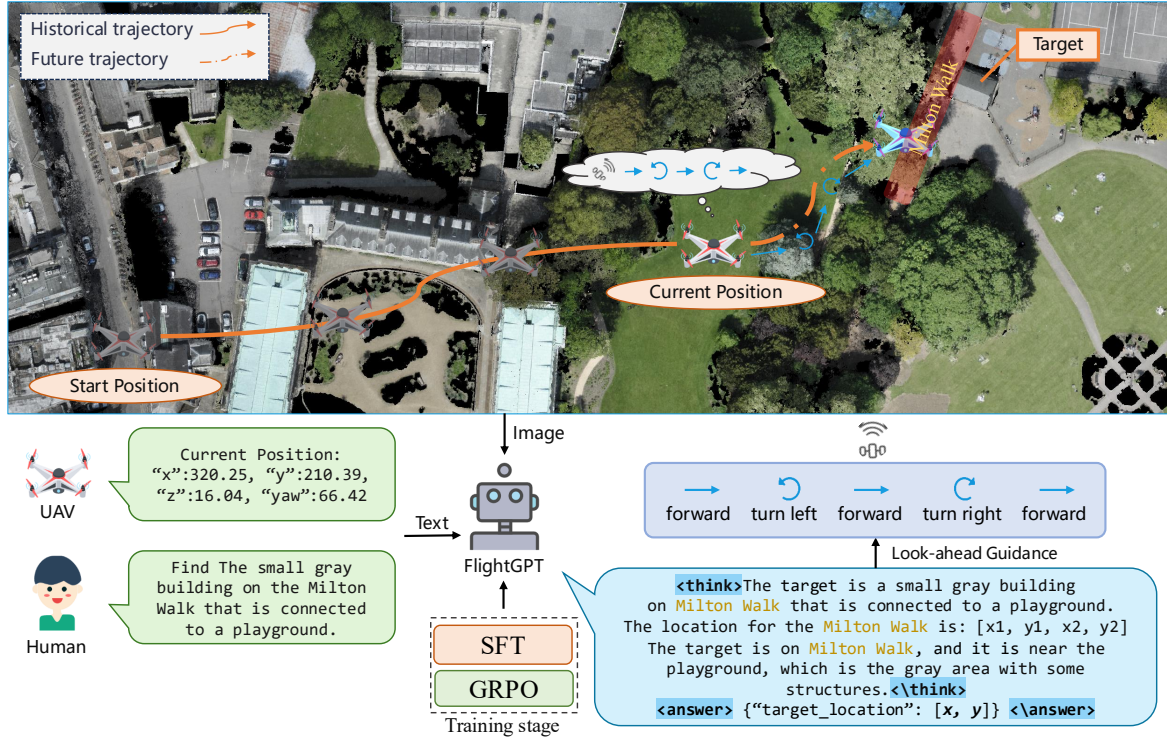 Historical trajectory
Future trajectory
Target
Milton Walk
Current Position
Start Position
Image
Current Position:
“x”:320.25, “y”:210.39,
“z”:16.04, “yaw”:66.42
UAV
Text
FlightGPT
Find The small gray
building on the Milton
Walk that is connected
to a playground.
Human
SFT
GRPO
Training stage
forward turn left forward turn right forward
Look-ahead Guidance
<think>The target is a small gray building
on Milton Walk that is connected to a playground.
The location for the Milton Walk is: [x1, y1, x2, y2]
The target is on Milton Walk, and it is near the
playground, which is the gray area with some
structures.<\think>
<answer> {“target_location”: [x, y]} <\answer>